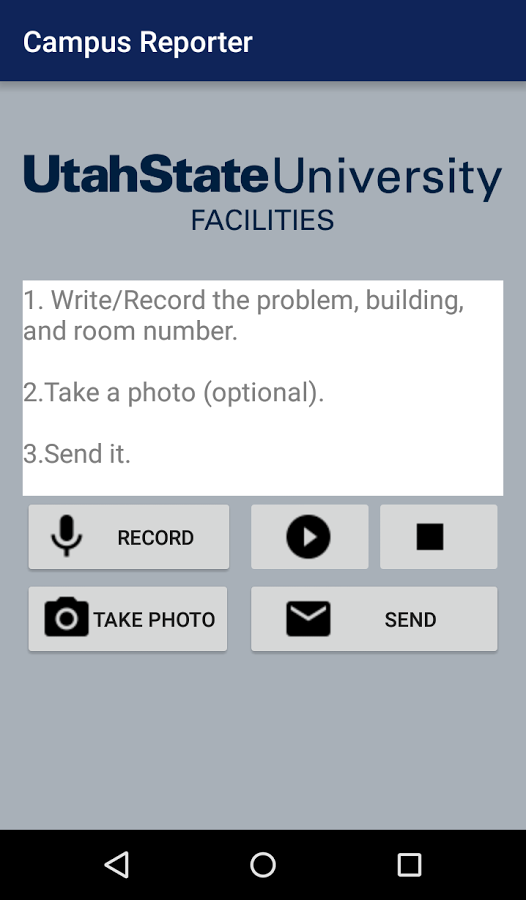 Campus Reporter
UtahStateUniversity
FACILITIES
1. Write/Record the problem, building,
and room number.
2.Take a photo (optional).
3.Send it.
RECORD
TAKE PHOTO
SEND